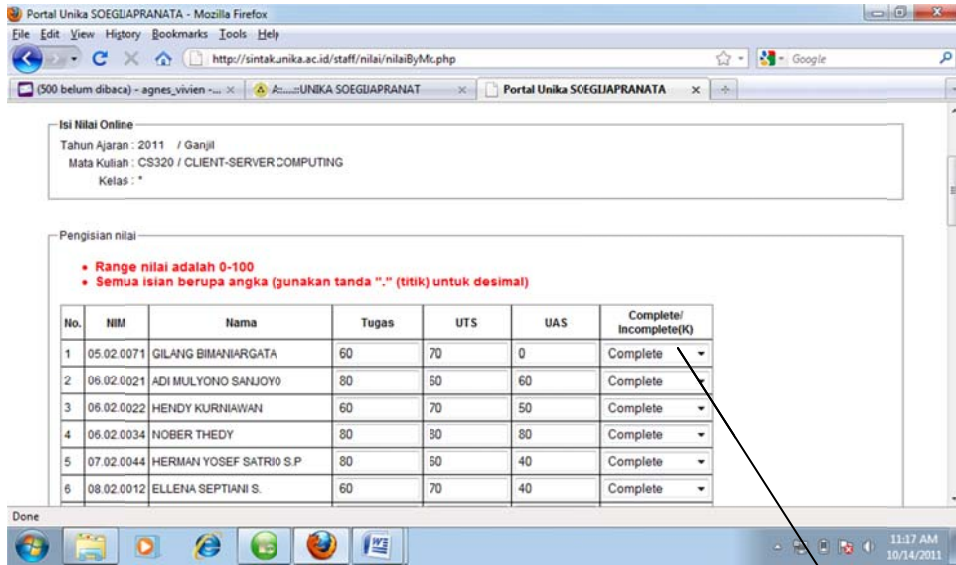 Portal Unika SOEGIJAPRANATA - Mozilla Firefox
File Edit View History Bookmarks Tools Help
http://sintak.unika.ac.id/staff/nilai/nilaiByMc.php
Google
(500 belum dibaca) - agnes_vivien -...
A::....::UNIKA SOEGIJAPRANAT
Portal Unika SOEGIJAPRANATA
Isi Nilai Online
Tahun Ajaran : 2011 / Ganjil
Mata Kuliah : CS320 / CLIENT-SERVER COMPUTING
Kelas : *
Pengisian nilai
• Range nilai adalah 0-100
• Semua isian berupa angka (gunakan tanda "." (titik) untuk desimal)
No. NIM Nama Tugas UTS UAS Complete/
Incomplete(K)
1 05.02.0071 GILANG BIMANIARGATA 60 70 0 Complete
2 06.02.0021 ADI MULYONO SANJOYO 80 60 60 Complete
3 06.02.0022 HENDY KURNIAWAN 60 70 50 Complete
4 06.02.0034 NOBER THEDY 80 80 80 Complete
5 07.02.0044 HERMAN YOSEF SATRIO S.P 80 60 40 Complete
6 08.02.0012 ELLENA SEPTIANI S. 60 70 40 Complete
Done
11:17 AM
10/14/2011